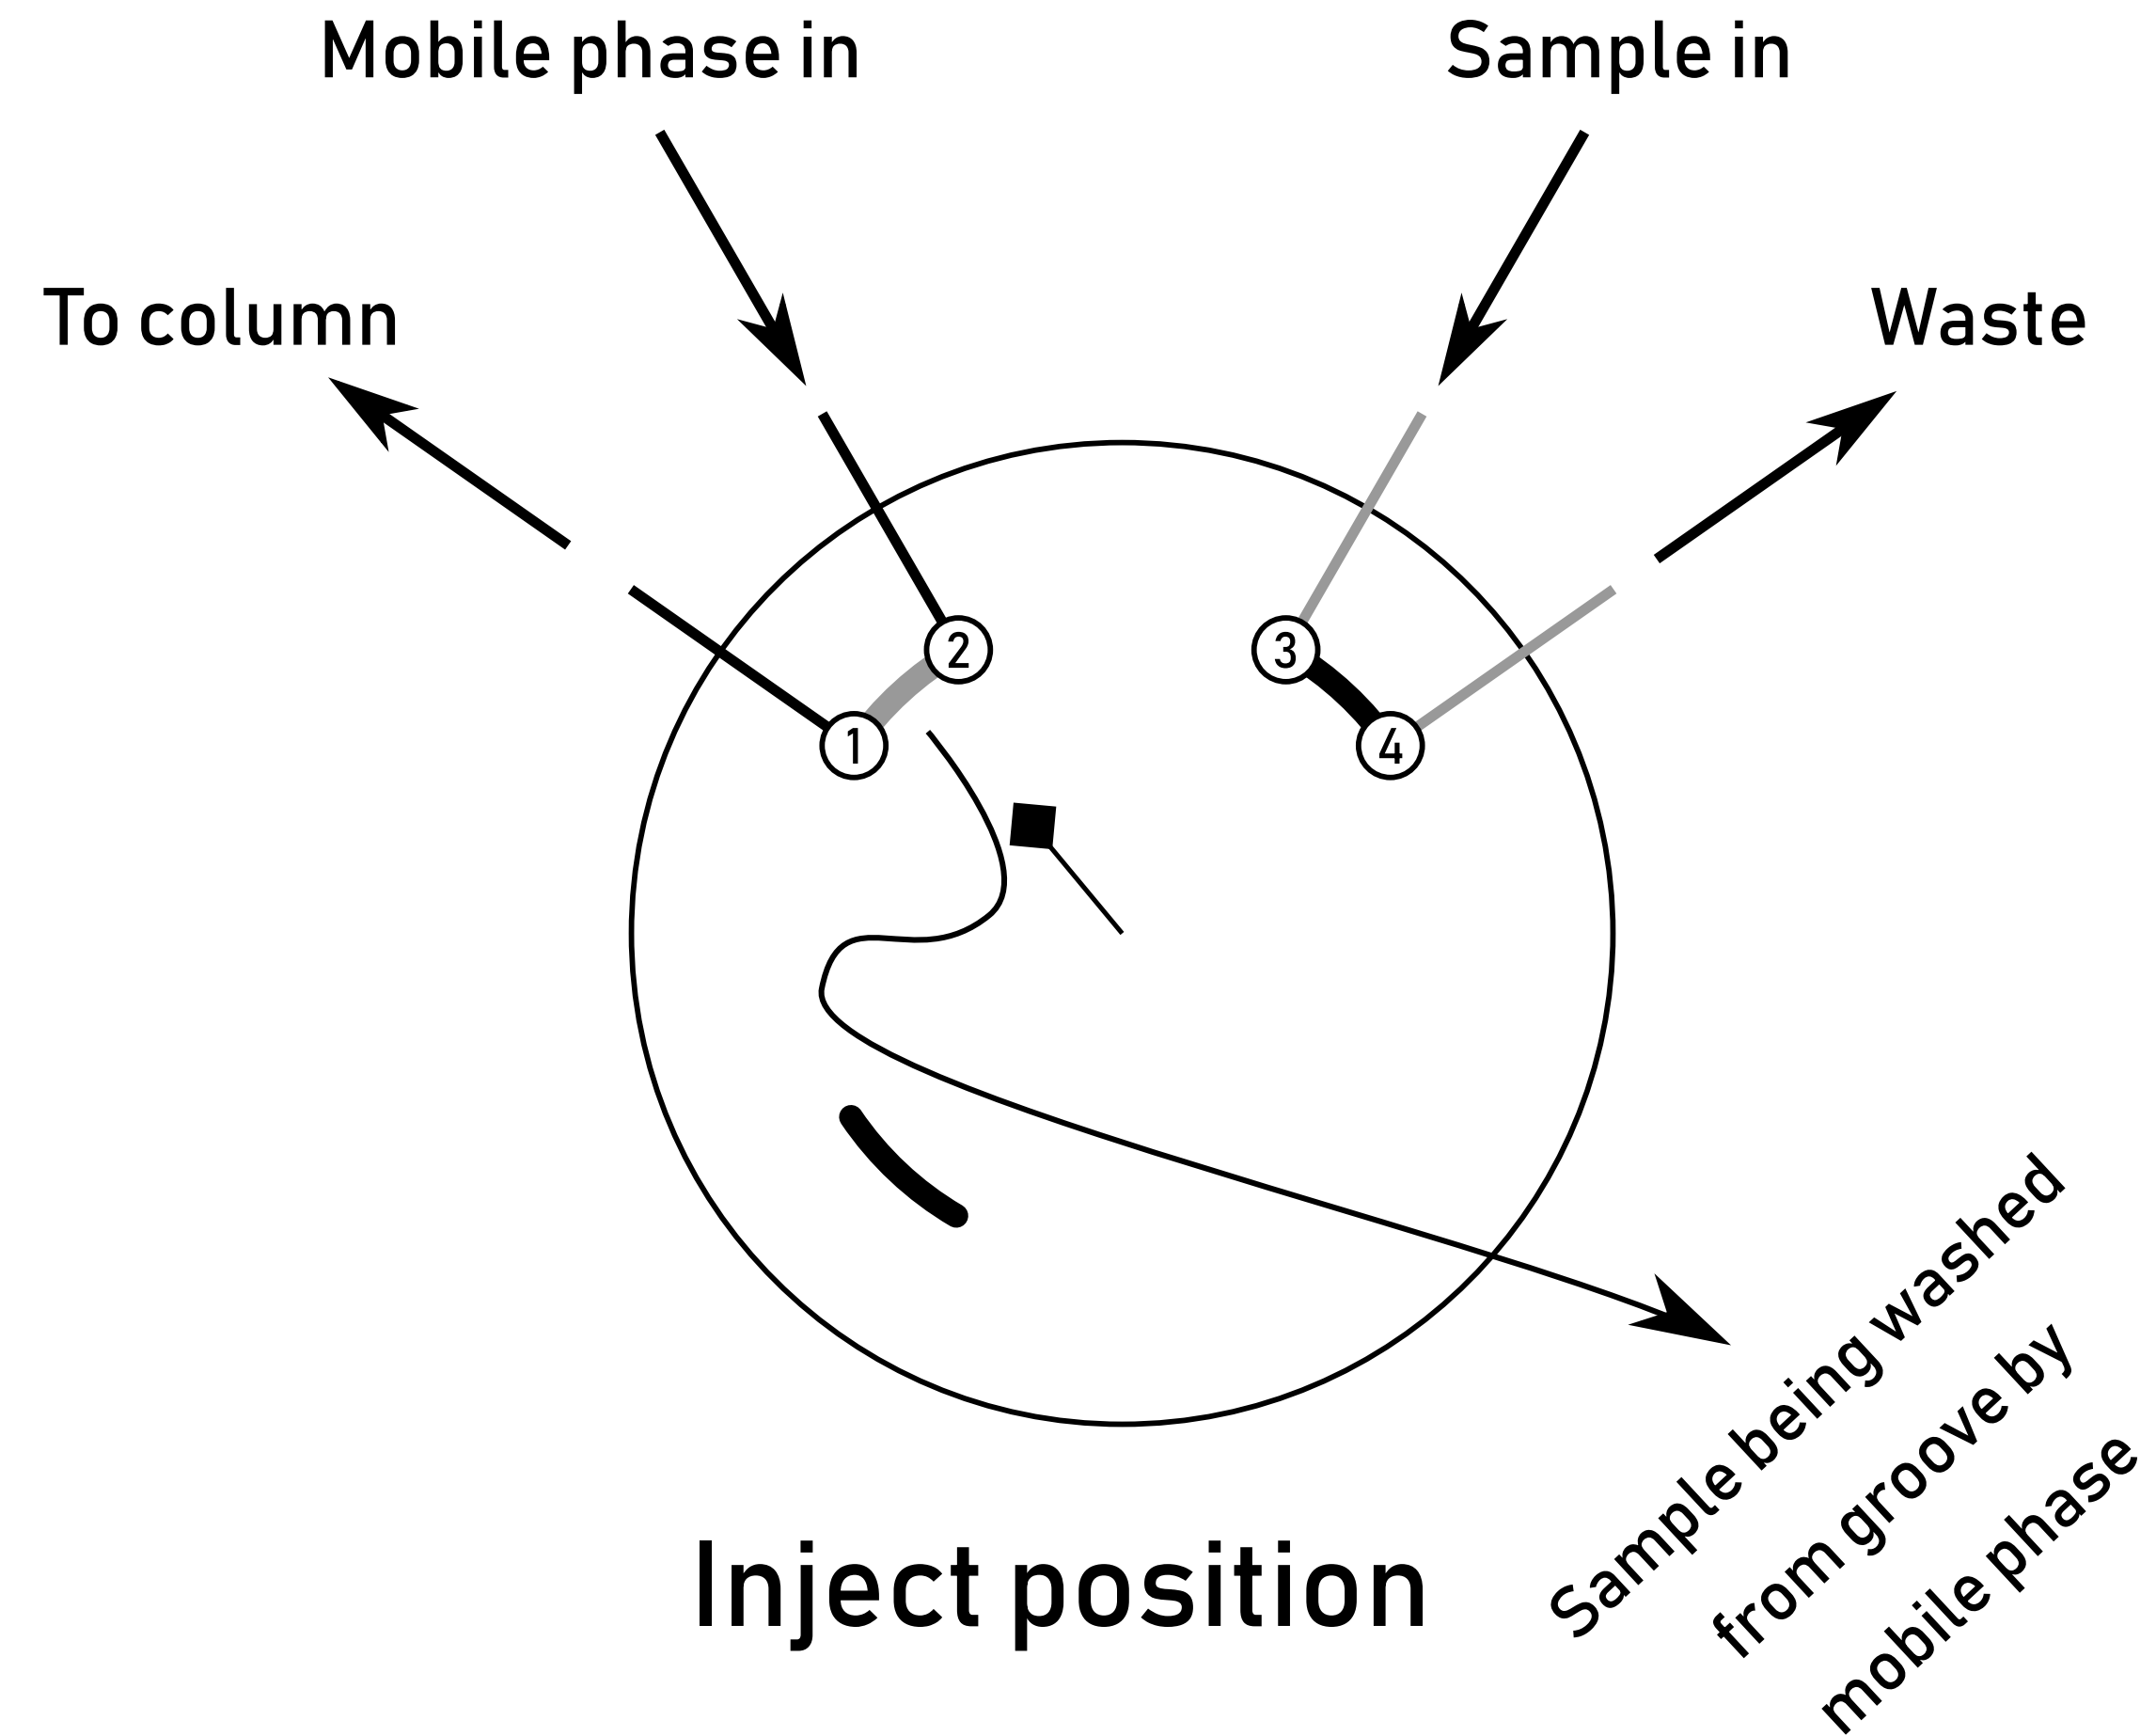 Mobile phase in
Sample in
To column
Waste
2
3
1
4
Sample being washed
from groove by
mobile phase
Inject position